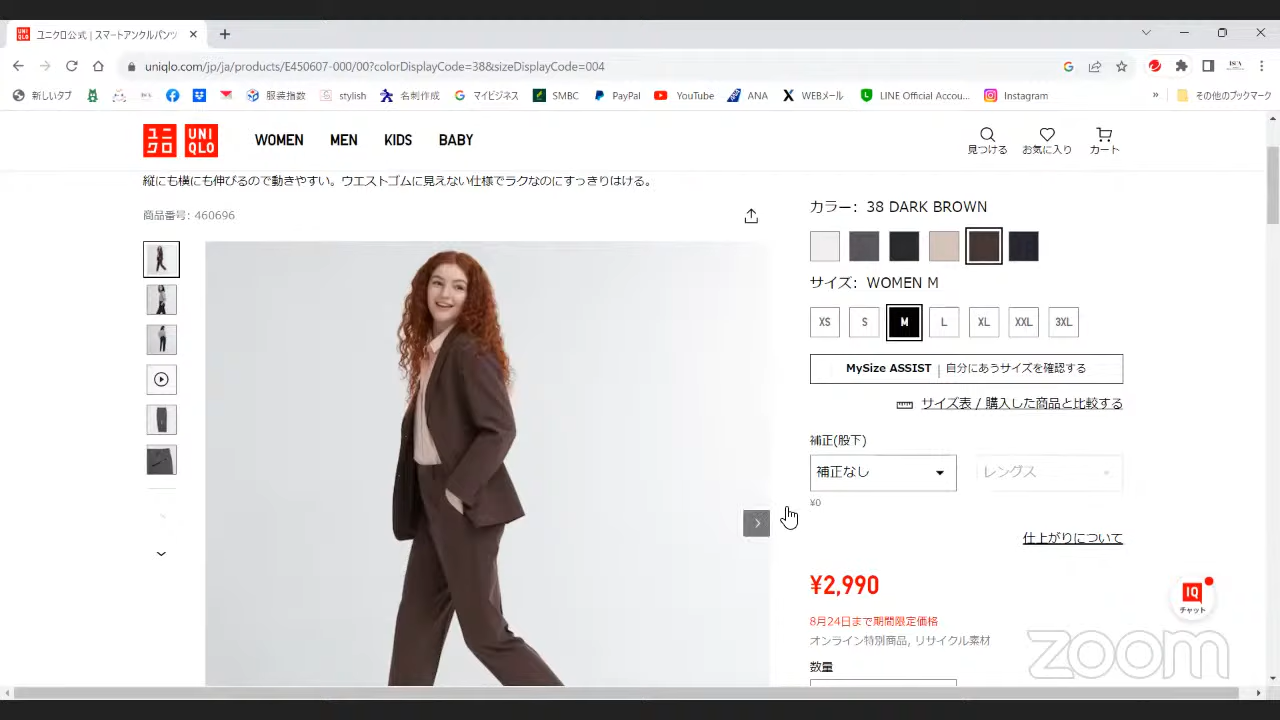 ユニクロ公式 | スマートアンクルパンツ
uniqlo.com/jp/ja/products/E450607-000/00?colorDisplayCode=38&sizeDisplayCode=004
新しいタブ
服装指数
stylish
名刺作成
マイビジネス
SMBC
PayPal
YouTube
ANA
WEBメール
LINE Official Accou...
Instagram
»
その他のブックマーク
ユニクロ
UNIQLO
WOMEN
MEN
KIDS
BABY
見つける
お気に入り
カート
縦にも横にも伸びるので動きやすい。ウエストゴムに見えない仕様でラクなのにすっきりはける。
商品番号: 460696
カラー: 38 DARK BROWN
サイズ: WOMEN M
XS
S
M
L
XL
XXL
3XL
MySize ASSIST | 自分にあうサイズを確認する
サイズ表 / 購入した商品と比較する
補正(股下)
補正なし
レングス
¥0
仕上がりについて
¥2,990
8月24日まで期間限定価格
オンライン特別商品, リサイクル素材
数量
IQ
チャット
zoom